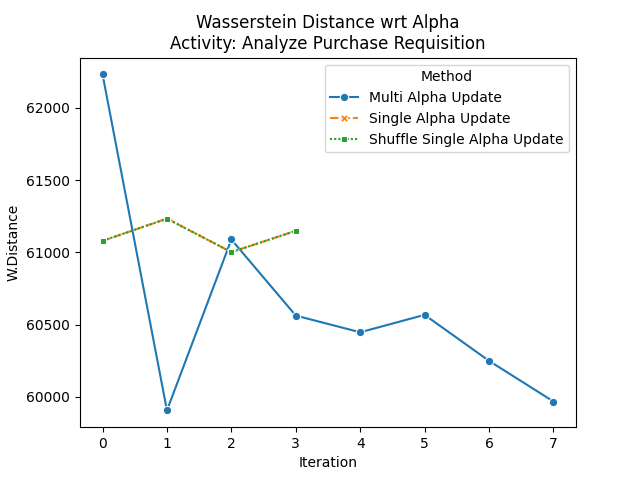 Wasserstein Distance wrt Alpha
Activity: Analyze Purchase Requisition
Method
Multi Alpha Update
Single Alpha Update
Shuffle Single Alpha Update
W.Distance
62000
61500
61000
60500
60000
0 1 2 3 4 5 6 7
Iteration